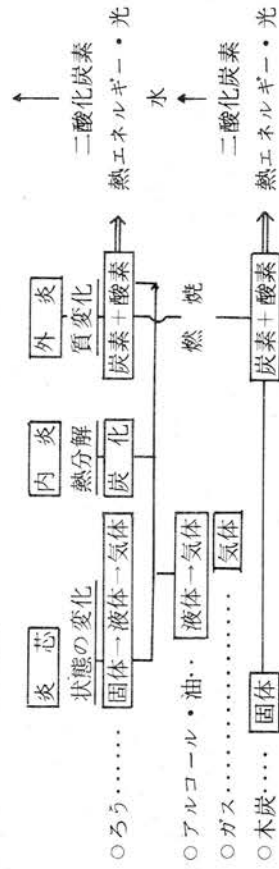 炎芯 内炎 外炎
状態の変化 熱分解 質変化
○ろう…… 固体→液体→気体 炭化 炭素+酸素 ⇒ 熱エネルギー・光
二酸化炭素
水
○アルコール・油‥ 液体→気体 燃焼
○ガス………… 気体
二酸化炭素
○木炭…… 固体 炭素+酸素 ⇒ 熱エネルギー・光